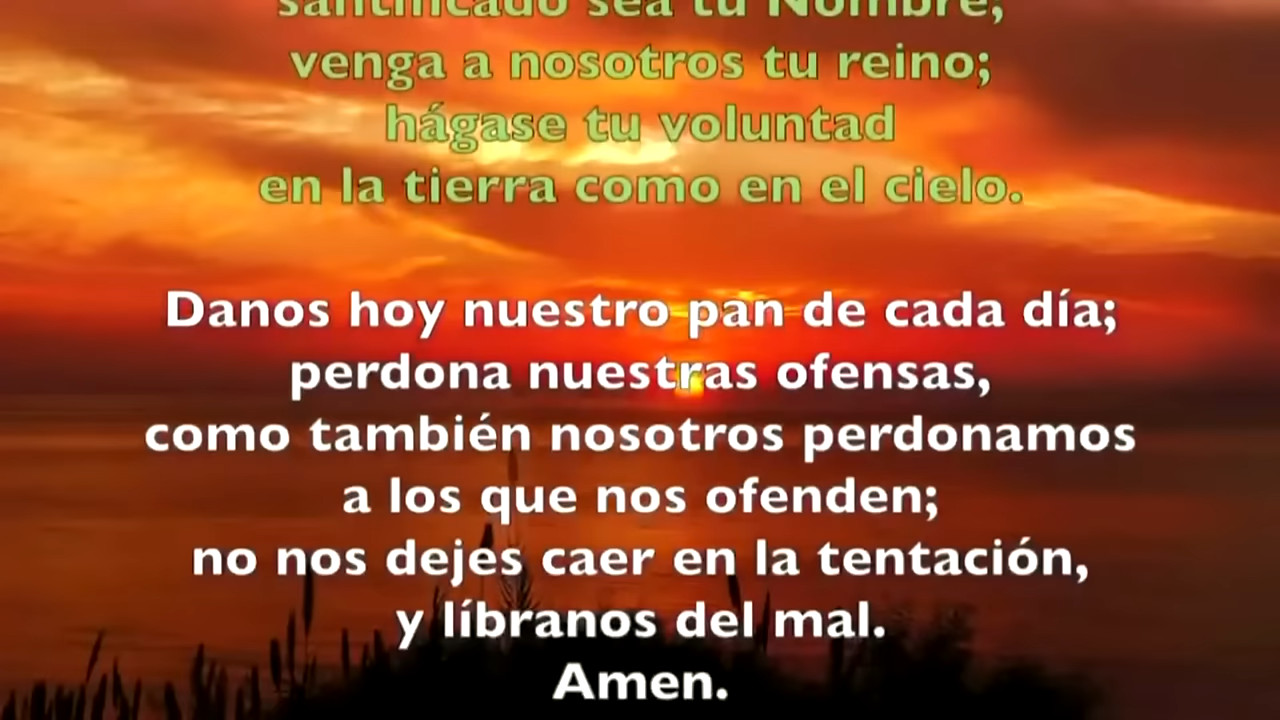 santificado sea tu Nombre;
venga a nosotros tu reino;
hágase tu voluntad
en la tierra como en el cielo.
Danos hoy nuestro pan de cada día;
perdona nuestras ofensas,
como también nosotros perdonamos
a los que nos ofenden;
no nos dejes caer en la tentación,
y líbranos del mal.
Amen.